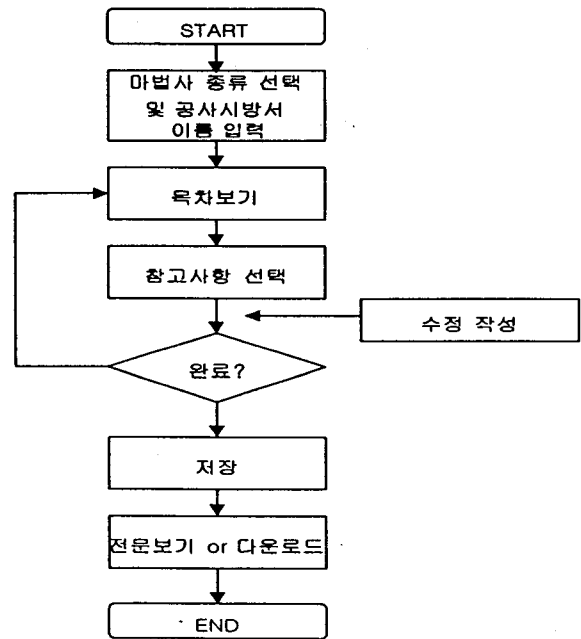 START
마법사 종류 선택
및 공사시방서
이름 입력
목차보기
참고사항 선택
수정 작성
완료?
저장
전문보기 or 다운로드
END